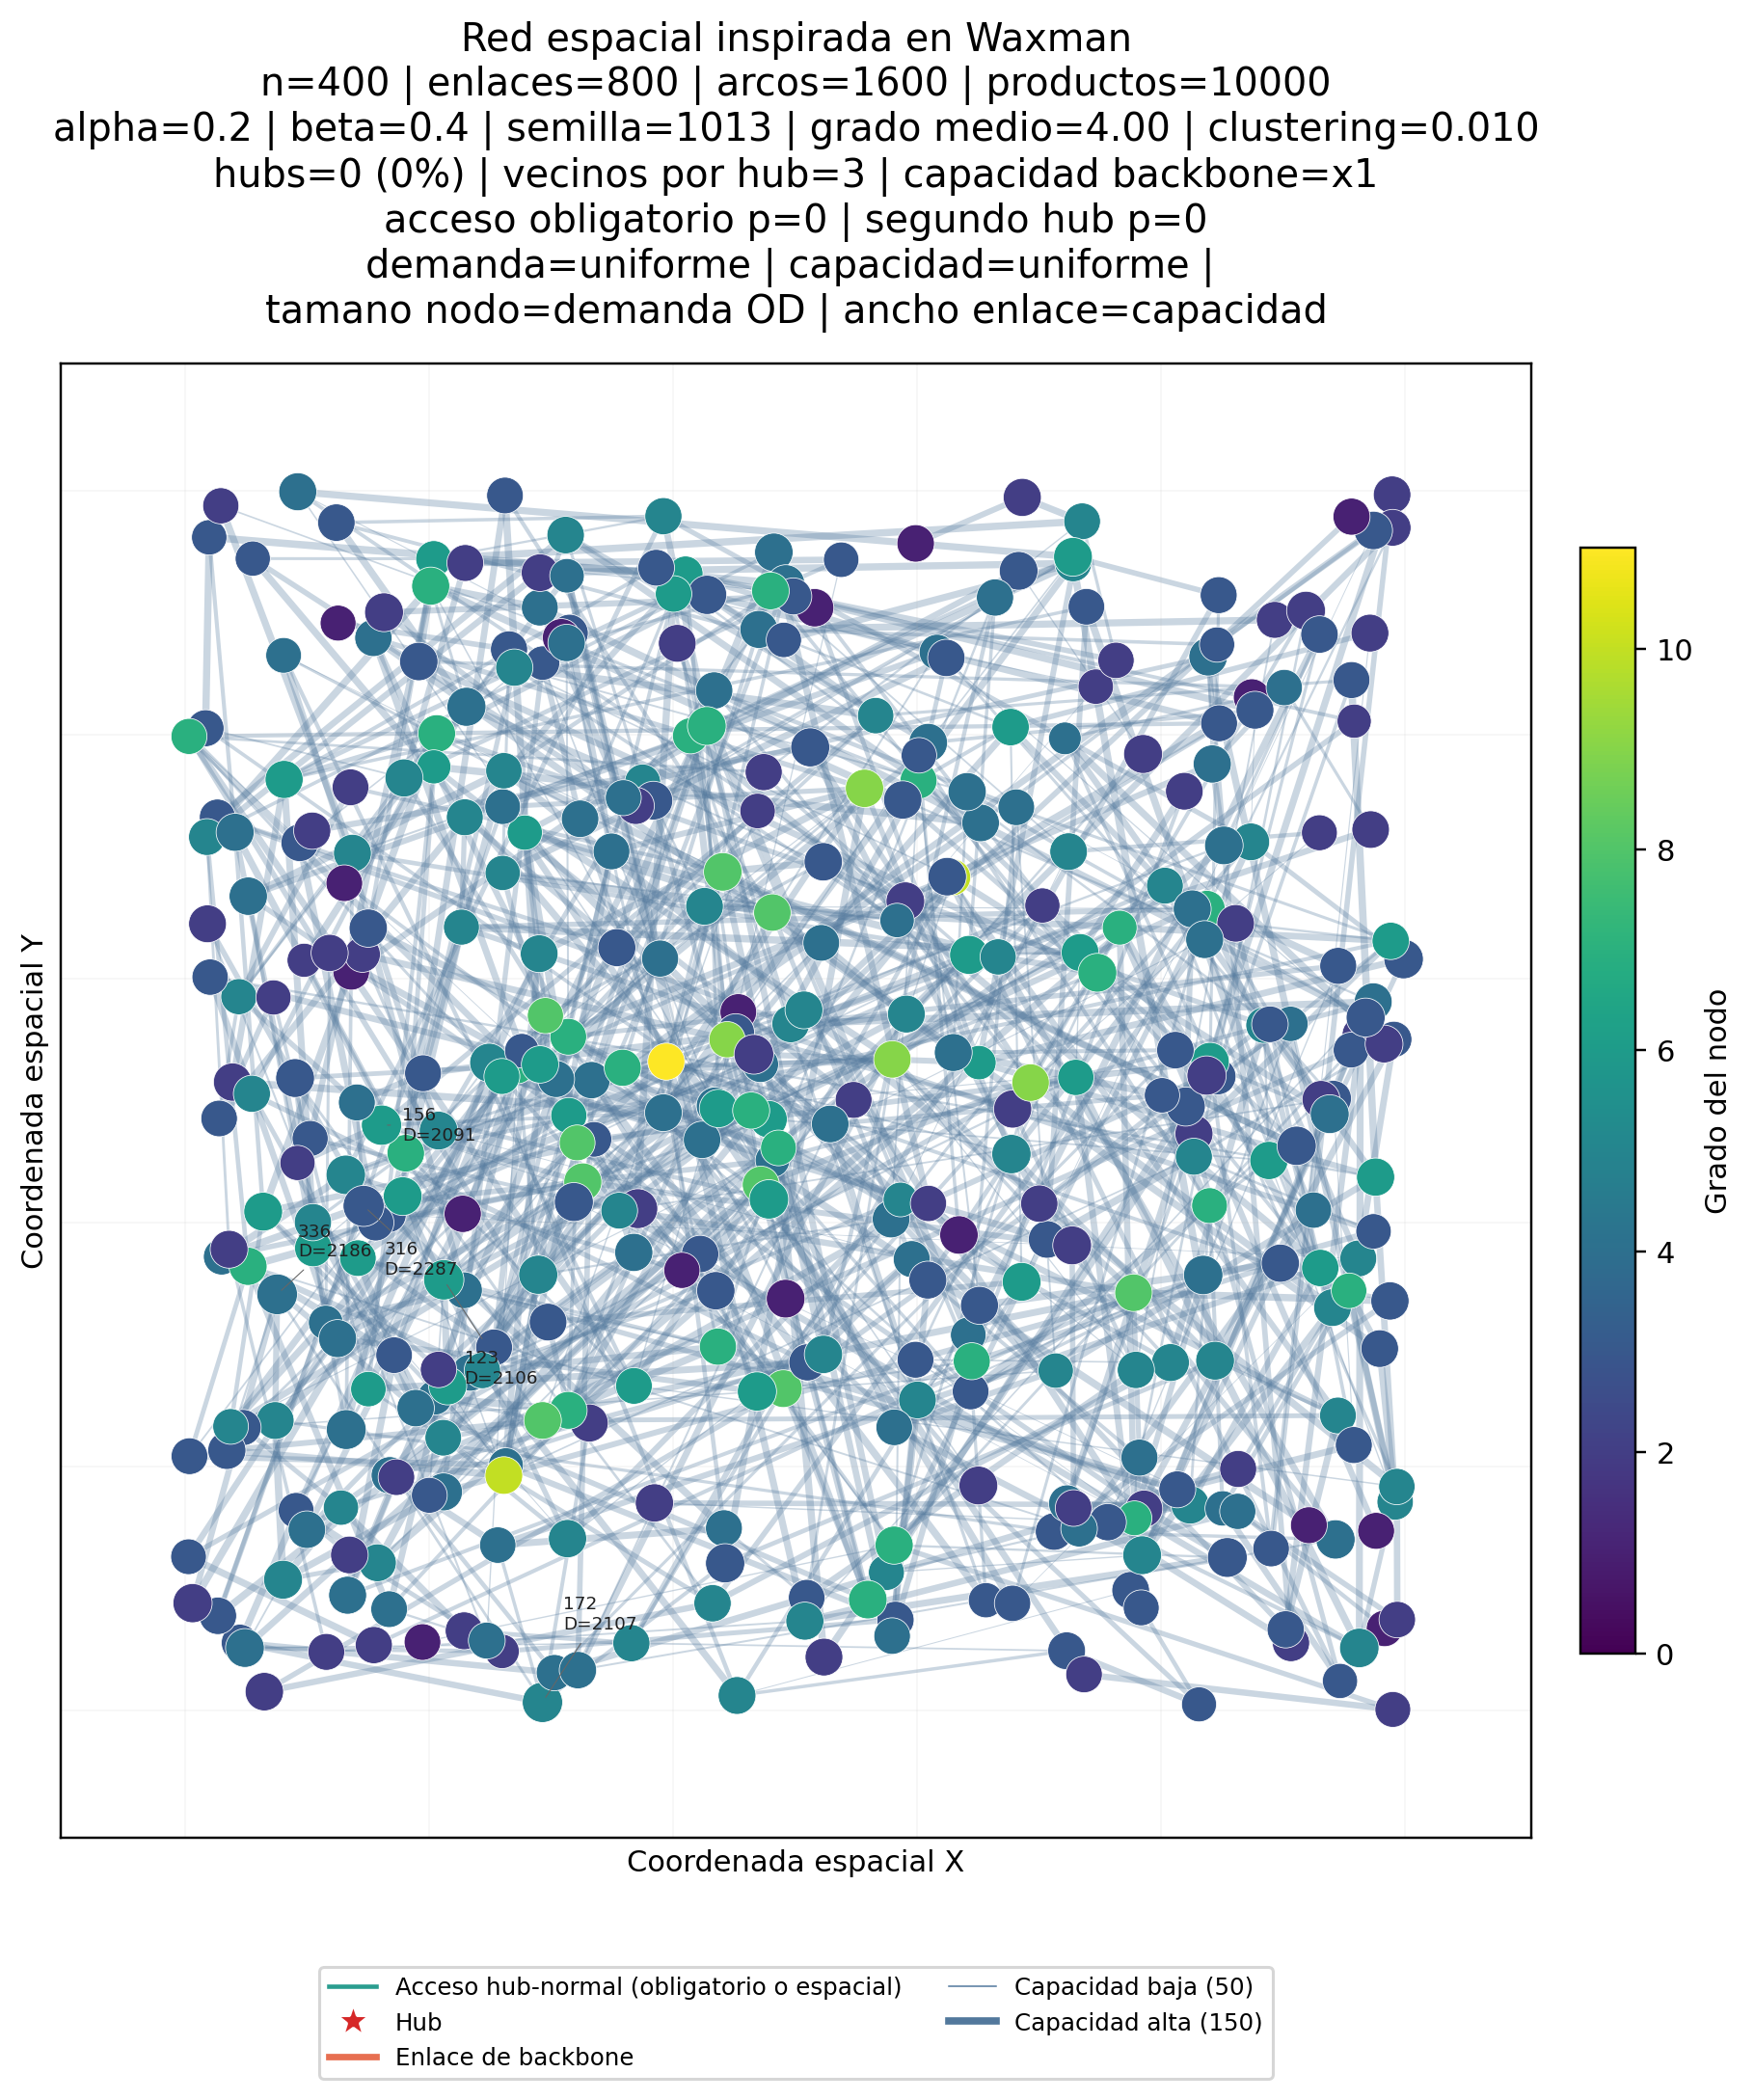 Red espacial inspirada en Waxman
n=400 | enlaces=800 | arcos=1600 | productos=10000
alpha=0.2 | beta=0.4 | semilla=1013 | grado medio=4.00 | clustering=0.010
hubs=0 (0%) | vecinos por hub=3 | capacidad backbone=x1
acceso obligatorio p=0 | segundo hub p=0
demanda=uniforme | capacidad=uniforme |
tamano nodo=demanda OD | ancho enlace=capacidad
Coordenada espacial Y
156
D=2091
336
D=2186
316
D=2287
123
D=2106
172
D=2107
Coordenada espacial X
10
8
6
4
2
0
Grado del nodo
Acceso hub-normal (obligatorio o espacial)
Hub
Enlace de backbone
Capacidad baja (50)
Capacidad alta (150)